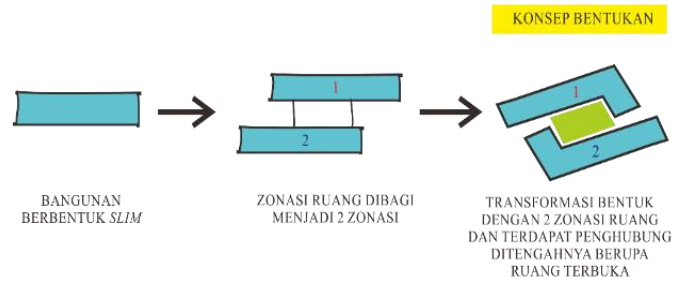 KONSEP BENTUKAN
1
2
1
2
BANGUNAN
BERBENTUK SLIM
ZONASI RUANG DIBAGI
MENJADI 2 ZONASI
TRANSFORMASI BENTUK
DENGAN 2 ZONASI RUANG
DAN TERDAPAT PENGHUBUNG
DITENGAHNYA BERUPA
RUANG TERBUKA